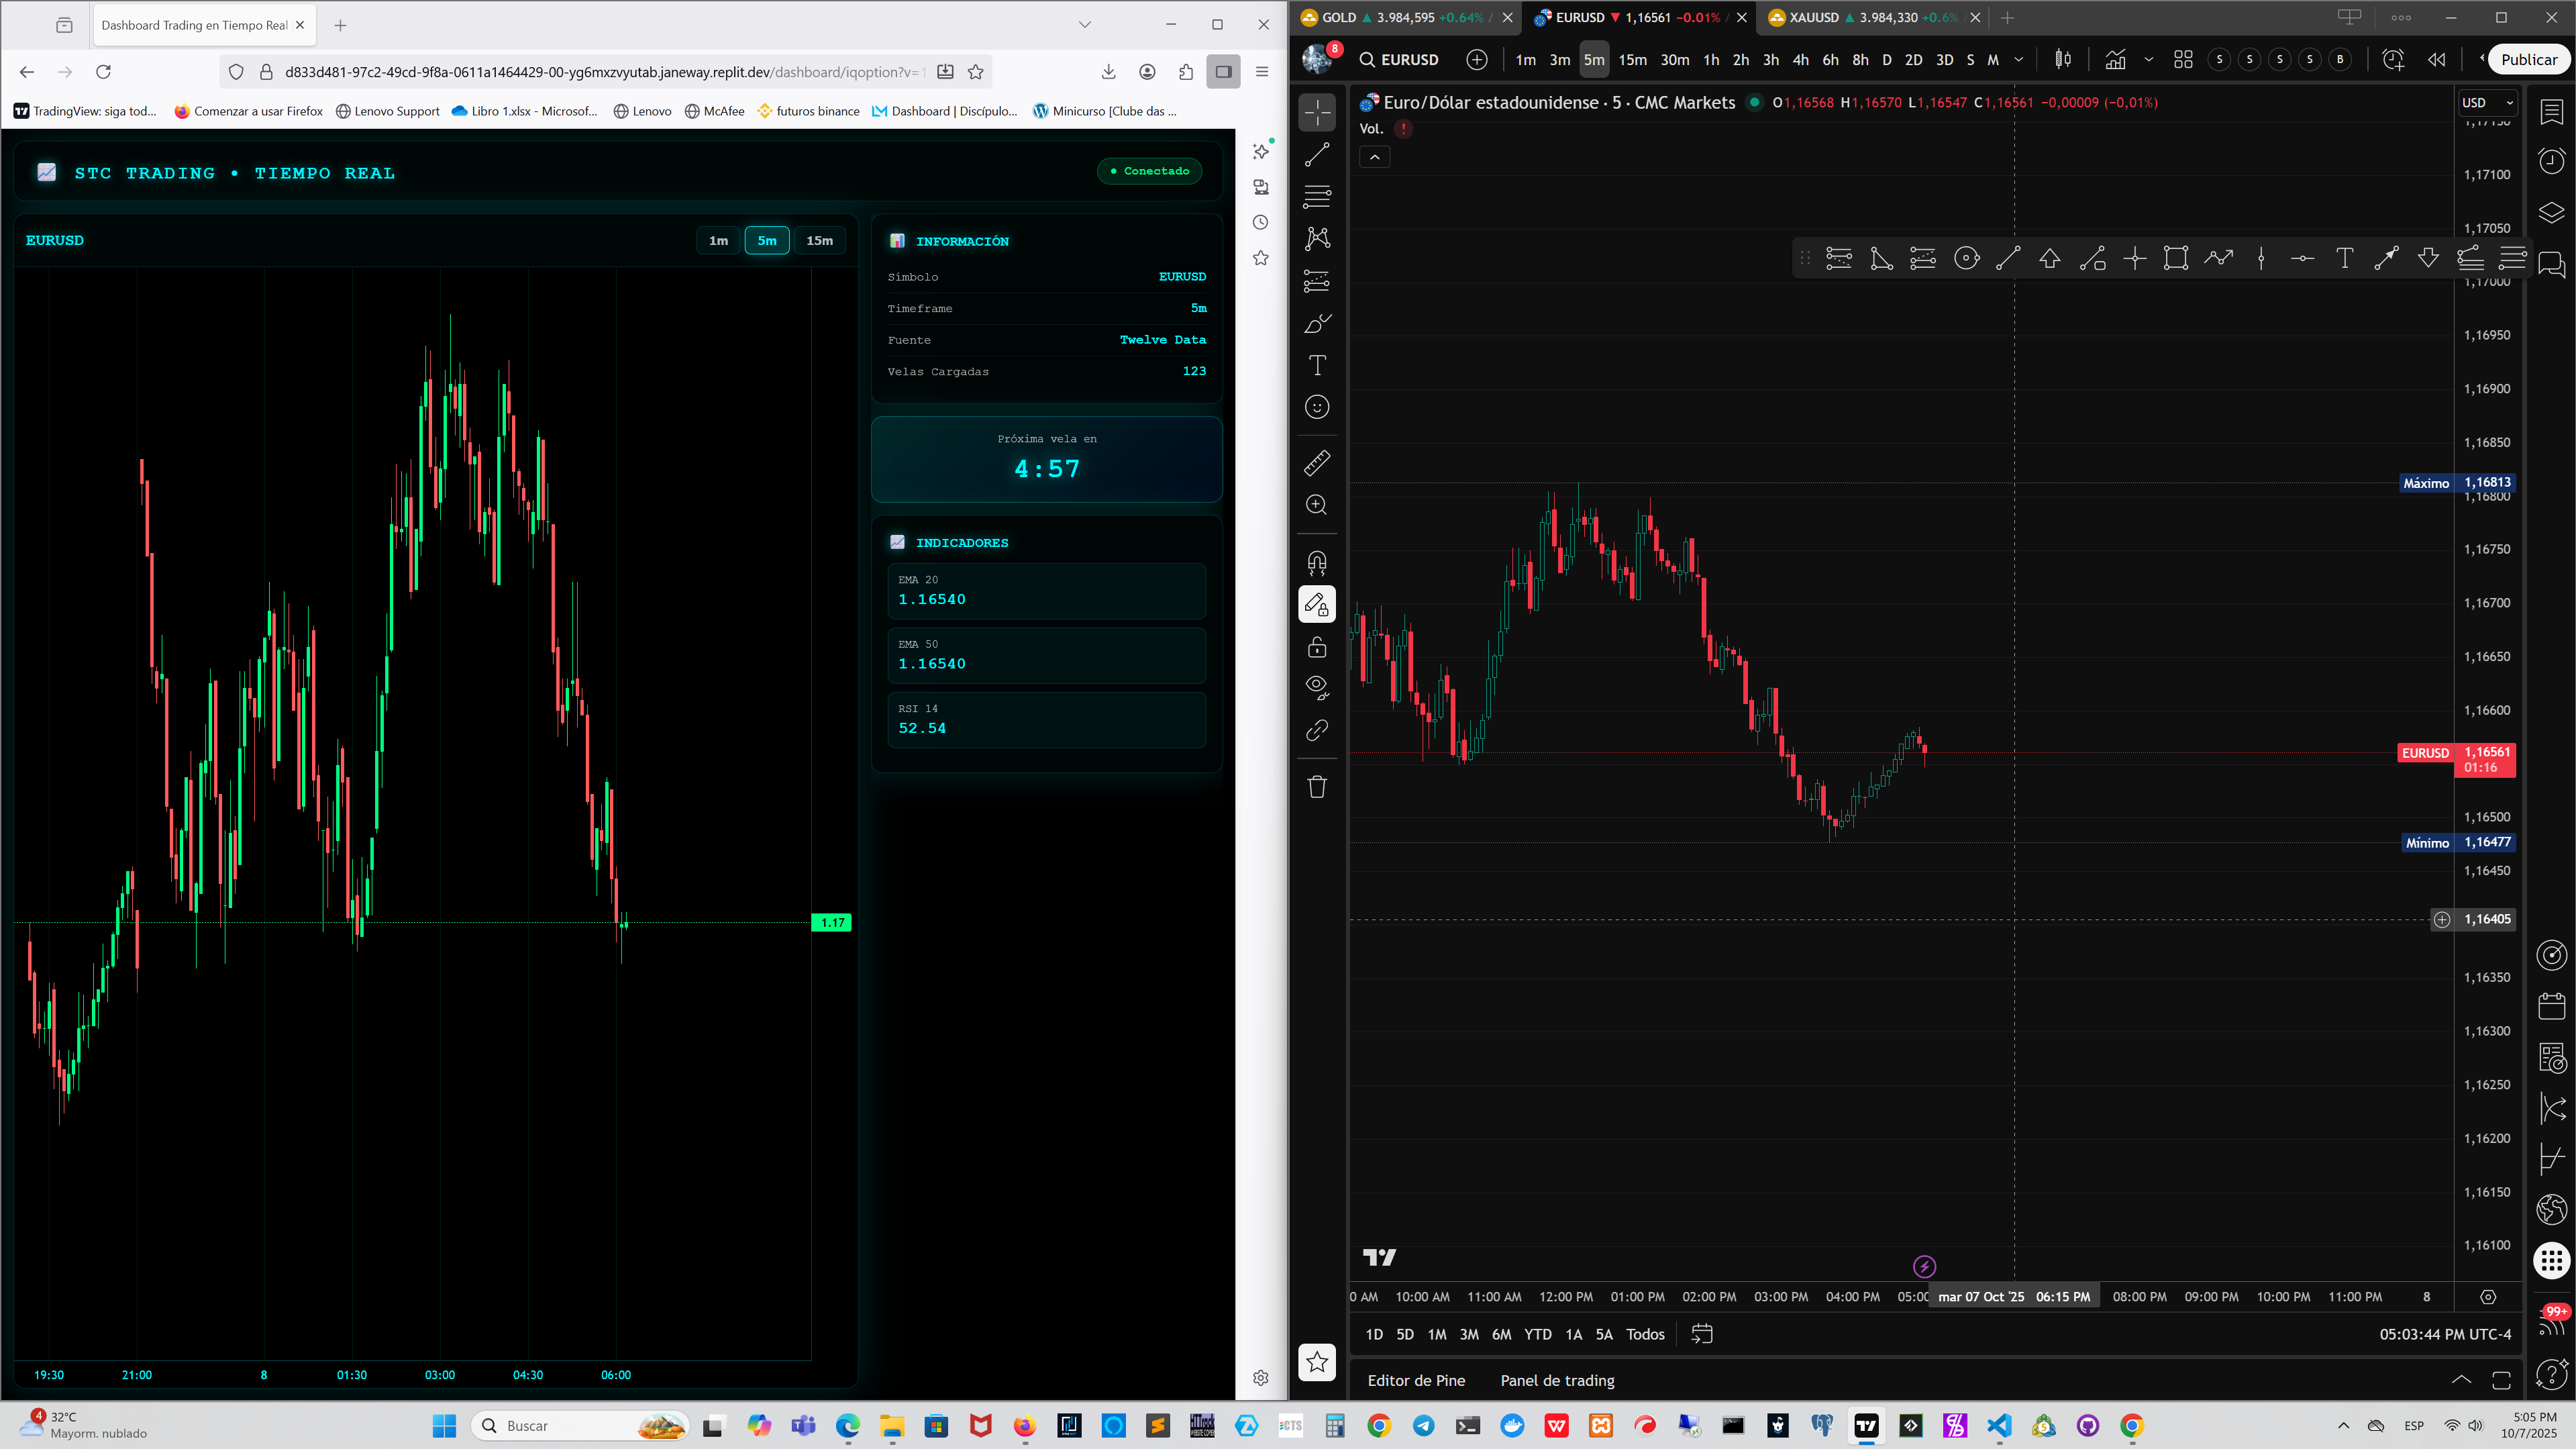 Dashboard Trading en Tiempo Real
d833d481-97c2-49cd-9f8a-0611a1464429-00-yg6mxzvyutab.janeway.replit.dev/dashboard/iqoption?v=1
TradingView: siga tod...
Comenzar a usar Firefox
Lenovo Support
Libro 1.xlsx - Microsof...
Lenovo
McAfee
futuros binance
Dashboard | Discípulo...
Minicurso [Clube das ...
STC TRADING • TIEMPO REAL
● Conectado
EURUSD
1m 5m 15m
1.17
19:30 21:00 8 01:30 03:00 04:30 06:00
INFORMACIÓN
Símbolo EURUSD
Timeframe 5m
Fuente Twelve Data
Velas Cargadas 123
Próxima vela en
4:57
INDICADORES
EMA 20
1.16540
EMA 50
1.16540
RSI 14
52.54
GOLD ▲ 3.984,595 +0.64% /
EURUSD ▼ 1,16561 −0.01% /
XAUUSD ▲ 3.984,330 +0.6% /
8
EURUSD
1m 3m 5m 15m 30m 1h 2h 3h 4h 6h 8h D 2D 3D S M
S S S S B
Publicar
Euro/Dólar estadounidense · 5 · CMC Markets
O1,16568 H1,16570 L1,16547 C1,16561 −0,00009 (−0,01%)
USD
Vol.
1,17150
1,17100
1,17050
1,17000
1,16950
1,16900
1,16850
Máximo 1,16813
1,16800
1,16750
1,16700
1,16650
1,16600
EURUSD 1,16561
01:16
1,16500
Mínimo 1,16477
1,16450
1,16405
1,16350
1,16300
1,16250
1,16200
1,16150
1,16100
0 AM 10:00 AM 11:00 AM 12:00 PM 01:00 PM 02:00 PM 03:00 PM 04:00 PM 05:00 mar 07 Oct '25 06:15 PM 08:00 PM 09:00 PM 10:00 PM 11:00 PM 8
1D 5D 1M 3M 6M YTD 1A 5A Todos
05:03:44 PM UTC-4
Editor de Pine
Panel de trading
99+
4
32°C
Mayorm. nublado
Buscar
ESP
5:05 PM
10/7/2025